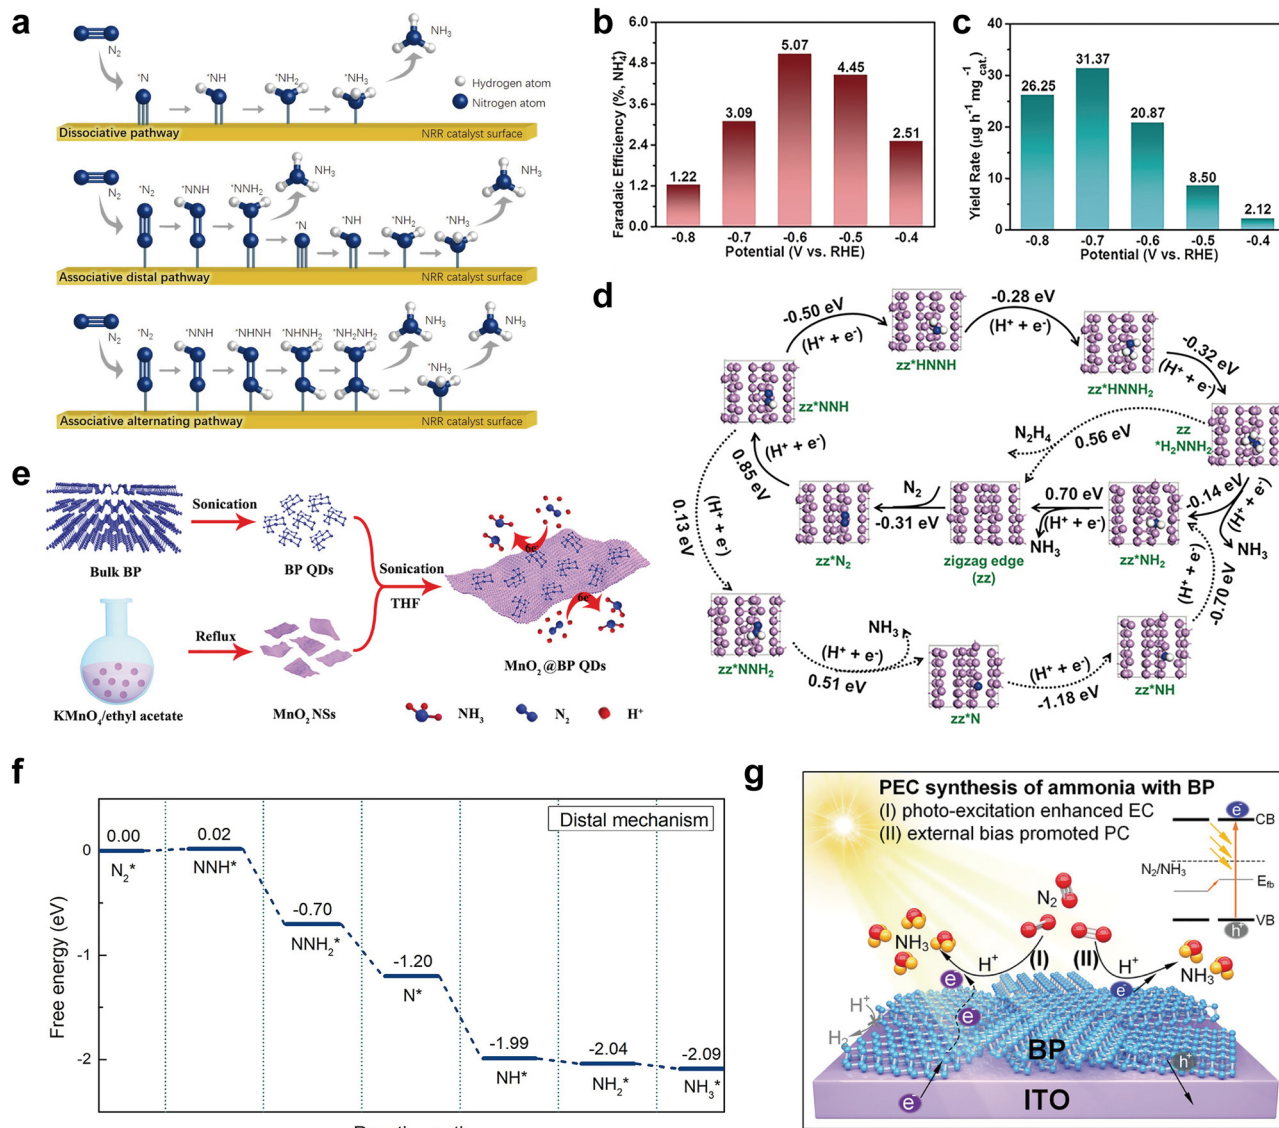 a
N2
*N
*NH
*NH2
*NH3
NH3
Hydrogen atom
Nitrogen atom
Dissociative pathway
NRR catalyst surface
N2
*N2
*NNH
*NNH2
NH3
*N
*NH
*NH2
*NH3
NH3
Associative distal pathway
NRR catalyst surface
N2
*N2
*NNH
*NHNH
*NHNH2
*NH2NH2
NH3
*NH3
NH3
Associative alternating pathway
NRR catalyst surface
b
Faradaic Efficiency (%, NH4+)
6.0
4.8
3.6
2.4
1.2
0.0
1.22
3.09
5.07
4.45
2.51
-0.8
-0.7
-0.6
-0.5
-0.4
Potential (V vs. RHE)
c
Yield Rate (μg h-1 mg-1cat.)
40
30
20
10
0
26.25
31.37
20.87
8.50
2.12
-0.8
-0.7
-0.6
-0.5
-0.4
Potential (V vs. RHE)
d
-0.50 eV
(H+ + e-)
zz*HNNH
-0.28 eV
(H+ + e-)
zz*HNNH2
-0.32 eV
(H+ + e-)
zz*NNH
zz
*H2NNH2
N2H4
0.56 eV
0.85 eV
(H+ + e-)
zz*N2
N2
-0.31 eV
zigzag edge
(zz)
0.70 eV
(H+ + e-)
NH3
zz*NH2
-0.14 eV
(H+ + e-)
NH3
0.13 eV
(H+ + e-)
zz*NNH2
(H+ + e-)
0.51 eV
NH3
zz*N
(H+ + e-)
-1.18 eV
zz*NH
(H+ + e-)
-0.70 eV
e
Bulk BP
Sonication
BP QDs
KMnO4/ethyl acetate
Reflux
MnO2 NSs
Sonication
THF
6e-
6e-
MnO2@BP QDs
NH3
N2
H+
f
Free energy (eV)
0
-1
-2
Distal mechanism
0.00
N2*
0.02
NNH*
-0.70
NNH2*
-1.20
N*
-1.99
NH*
-2.04
NH2*
-2.09
NH3*
g
PEC synthesis of ammonia with BP
(I) photo-excitation enhanced EC
(II) external bias promoted PC
e-
CB
N2/NH3
Efb
VB
h+
N2
NH3
H+
(I)
(II)
H+
NH3
e-
e-
e-
e-
H+
H2
BP
h+
ITO